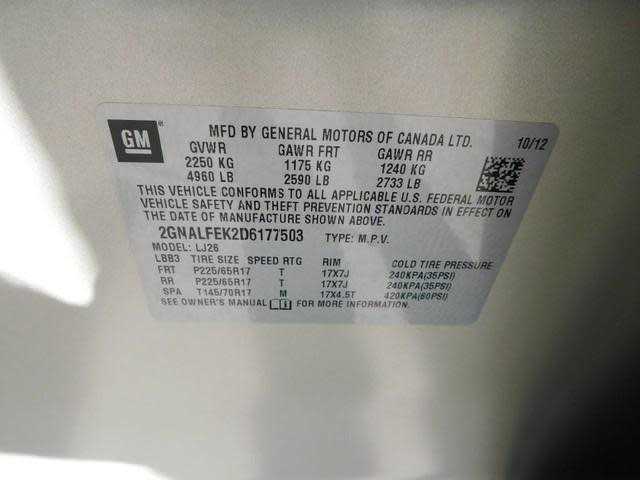 GM ® MFD BY GENERAL MOTORS OF CANADA LTD. 10/12
GVWR GAWR FRT GAWR RR
2250 KG 1175 KG 1240 KG
4960 LB 2590 LB 2733 LB
THIS VEHICLE CONFORMS TO ALL APPLICABLE U.S. FEDERAL MOTOR
VEHICLE SAFETY AND THEFT PREVENTION STANDARDS IN EFFECT ON
THE DATE OF MANUFACTURE SHOWN ABOVE.
2GNALFEK2D6177503 TYPE: M.P.V.
MODEL: LJ26
LBB3 TIRE SIZE SPEED RTG RIM COLD TIRE PRESSURE
FRT P225/65R17 T 17X7J 240KPA(35PSI)
RR P225/65R17 T 17X7J 240KPA(35PSI)
SPA T145/70R17 M 17X4.5T 420KPA(60PSI)
SEE OWNER'S MANUAL FOR MORE INFORMATION.